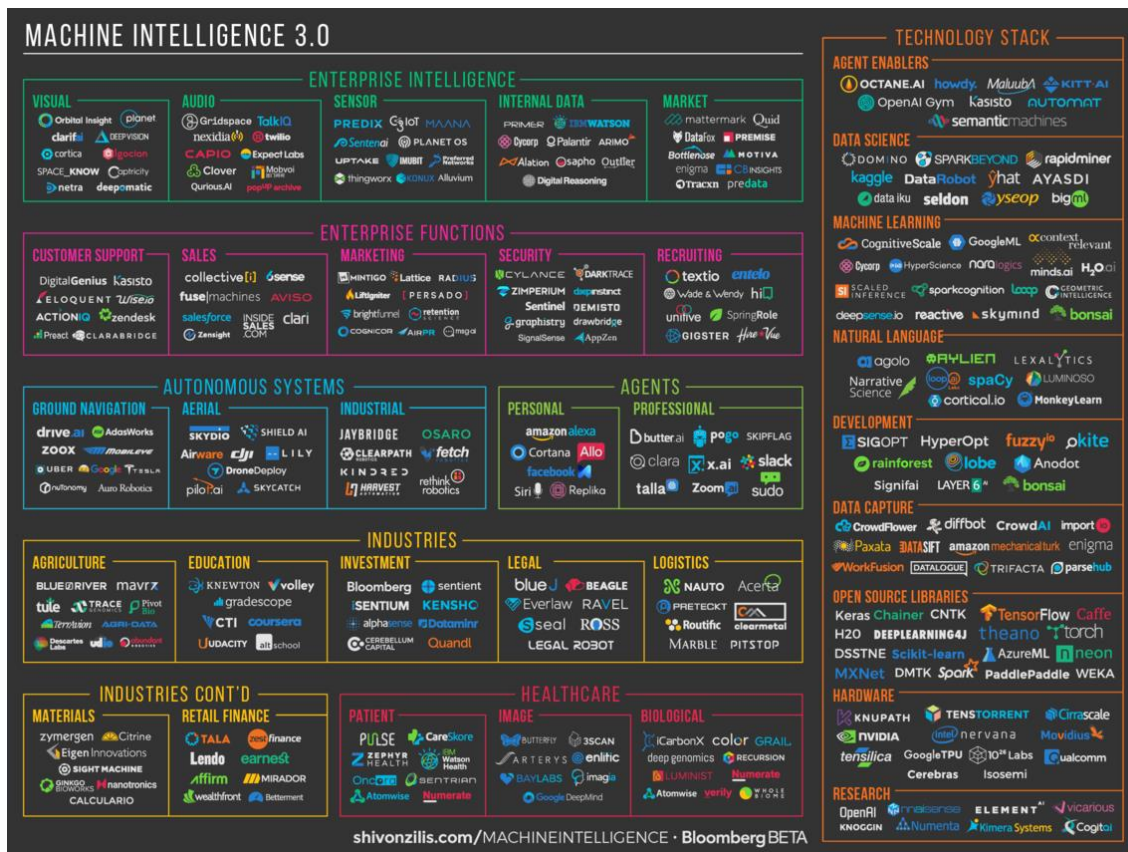 MACHINE INTELLIGENCE 3.0
ENTERPRISE INTELLIGENCE
VISUAL
Orbital Insight planet
clarifai DEEPVISION
cortica algocian
SPACE_KNOW Captricity
netra deepomatic
AUDIO
Gridspace TalkIQ
nexidia twilio
CAPIO Expect Labs
Clover Mobvoi
Qurious.AI popup archive
SENSOR
PREDIX C3 IoT MAANA
Sentenai PLANET OS
UPTAKE IMUBIT Preferred Networks
thingworx KONUX Alluvium
INTERNAL DATA
PRIMER IBM WATSON
Cycorp Palantir ARIMO
Alation sapho Outlier
Digital Reasoning
MARKET
mattermark Quid
DataFox PREMISE
Bottlenose MOTIVA
enigma CB INSIGHTS
Tracxn predata
ENTERPRISE FUNCTIONS
CUSTOMER SUPPORT
DigitalGenius Kasisto
ELOQUENT Wise.io
ACTIONIQ zendesk
Preact CLARABRIDGE
SALES
collective[i] 6sense
fuse|machines AVISO
salesforce INSIDE SALES .COM clari
Zensight
MARKETING
MINTIGO Lattice RADIUS
LiftIgniter [PERSADO]
brightfunnel retention SCIENCE
COGNICOR AIRPR msg.ai
SECURITY
CYLANCE DARKTRACE
ZIMPERIUM deepinstinct
Sentinel DEMISTO
graphistry drawbridge
SignalSense AppZen
RECRUITING
textio entelo
Wade & Wendy hiQ
unitive SpringRole
GIGSTER HireVue
AUTONOMOUS SYSTEMS
GROUND NAVIGATION
drive.ai AdasWorks
ZOOX MOBILEYE
UBER Google TESLA
nuTonomy Auro Robotics
AERIAL
SKYDIO SHIELD AI
Airware dji LILY
DroneDeploy
pilot.ai SKYCATCH
INDUSTRIAL
JAYBRIDGE OSARO
CLEARPATH fetch
KINDRED
HARVEST AUTOMATION rethink robotics
AGENTS
PERSONAL
amazon alexa
Cortana Allo
facebook
Siri Replika
PROFESSIONAL
butter.ai pogo SKIPFLAG
clara x.ai slack
talla Zoom sudo
INDUSTRIES
AGRICULTURE
BLUE RIVER mavrx
tule TRACE GENOMICS Pivot Bio
TerrAvion AGRI-DATA
Descartes Labs udio abundant ROBOTICS
EDUCATION
KNEWTON volley
gradescope
CTI coursera
UDACITY alt school
INVESTMENT
Bloomberg sentient
iSENTIUM KENSHO
alphasense Dataminr
CEREBELLUM CAPITAL Quandl
LEGAL
blue J BEAGLE
Everlaw RAVEL
seal ROSS
LEGAL ROBOT
LOGISTICS
NAUTO Acerta
PRETECKT
Routific clearmetal
MARBLE PITSTOP
INDUSTRIES CONT'D
MATERIALS
zymergen Citrine
Eigen Innovations
SIGHT MACHINE
GINKGO BIOWORKS nanotronics
CALCULARIO
RETAIL FINANCE
TALA zestfinance
Lendo earnest
affirm MIRADOR
wealthfront Betterment
HEALTHCARE
PATIENT
PULSE CareSkore
ZEPHYR HEALTH IBM Watson Health
Oncora SENTRIAN
Atomwise Numerate
IMAGE
BUTTERFLY 3SCAN
ARTERYS enlitic
BAYLABS imagia
Google DeepMind
BIOLOGICAL
iCarbonX color GRAIL
deep genomics RECURSION
LUMINIST Numerate
Atomwise verily WHOLE BIOME
TECHNOLOGY STACK
AGENT ENABLERS
OCTANE.AI howdy. Maluuba KITT·AI
OpenAI Gym Kasisto AUTOMAT
semanticmachines
DATA SCIENCE
DOMINO SPARKBEYOND rapidminer
kaggle DataRobot ŷhat AYASDI
data iku seldon yseop bigml
MACHINE LEARNING
CognitiveScale GoogleML context relevant
Cycorp HyperScience nara logics minds.ai H2O.ai
SCALED INFERENCE sparkcognition loop GEOMETRIC INTELLIGENCE
deepsense.io reactive skymind bonsai
NATURAL LANGUAGE
agolo AYLIEN LEXALYTICS
Narrative Science loop spaCy LUMINOSO
cortical.io MonkeyLearn
DEVELOPMENT
SIGOPT HyperOpt fuzzy.io kite
rainforest lobe Anodot
Signifai LAYER 6 AI bonsai
DATA CAPTURE
CrowdFlower diffbot CrowdAI import io
Paxata DATASIFT amazon mechanical turk enigma
WorkFusion DATALOGUE TRIFACTA parsehub
OPEN SOURCE LIBRARIES
Keras Chainer CNTK TensorFlow Caffe
H2O DEEPLEARNING4J theano torch
DSSTNE Scikit-learn AzureML neon
MXNet DMTK Spark PaddlePaddle WEKA
HARDWARE
KNUPATH TENSTORRENT Cirrascale
NVIDIA intel nervana Movidius
tensilica GoogleTPU 10²⁶ Labs Qualcomm
Cerebras Isosemi
RESEARCH
OpenAI nnaisense ELEMENT AI vicarious
KNOGGIN Numenta Kimera Systems Cogitai
shivonzilis.com/MACHINEINTELLIGENCE · Bloomberg BETA